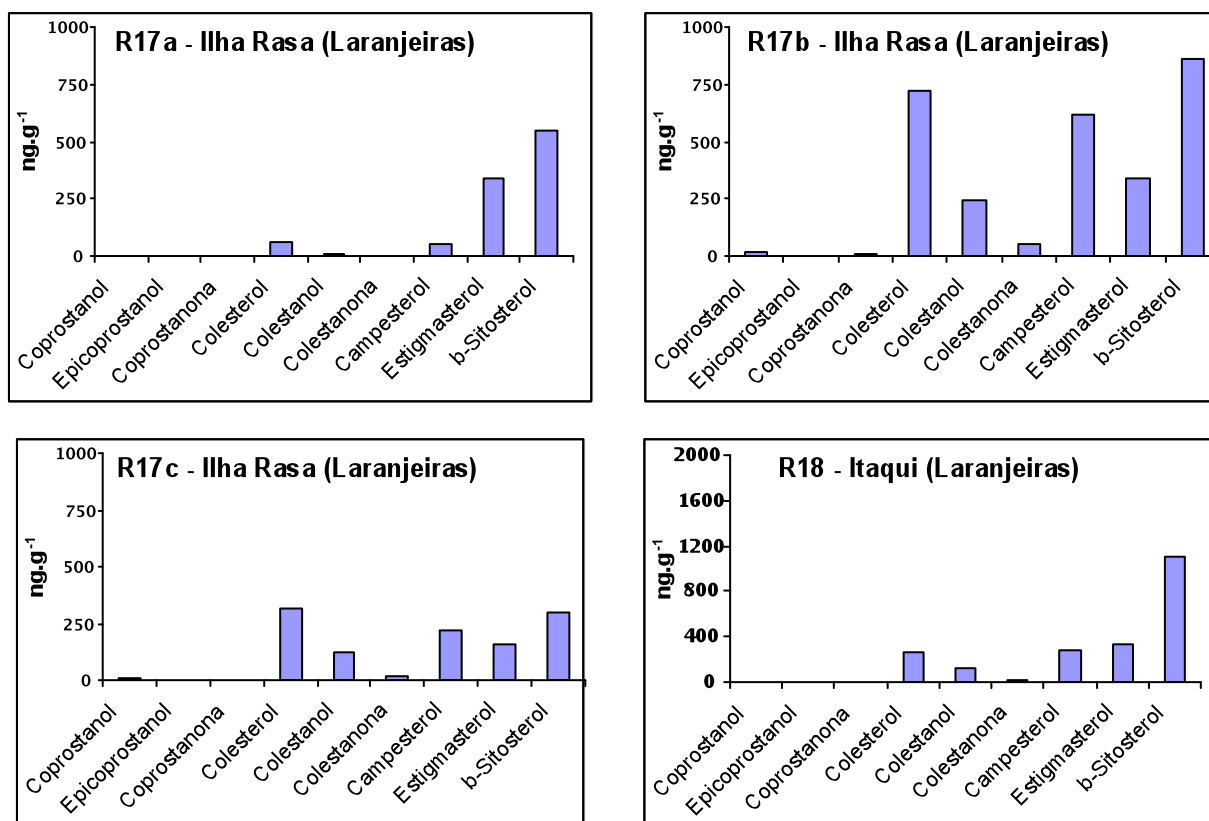 R17a - Ilha Rasa (Laranjeiras)
ng.g⁻¹
1000
750
500
250
0
Coprostanol
Epicoprostanol
Coprostanona
Colesterol
Colestanol
Colestanona
Campesterol
Estigmasterol
b-Sitosterol
R17b - Ilha Rasa (Laranjeiras)
ng.g⁻¹
1000
750
500
250
0
Coprostanol
Epicoprostanol
Coprostanona
Colesterol
Colestanol
Colestanona
Campesterol
Estigmasterol
b-Sitosterol
R17c - Ilha Rasa (Laranjeiras)
ng.g⁻¹
1000
750
500
250
0
Coprostanol
Epicoprostanol
Coprostanona
Colesterol
Colestanol
Colestanona
Campesterol
Estigmasterol
b-Sitosterol
R18 - Itaqui (Laranjeiras)
ng.g⁻¹
2000
1600
1200
800
400
0
Coprostanol
Epicoprostanol
Coprostanona
Colesterol
Colestanol
Colestanona
Campesterol
Estigmasterol
b-Sitosterol